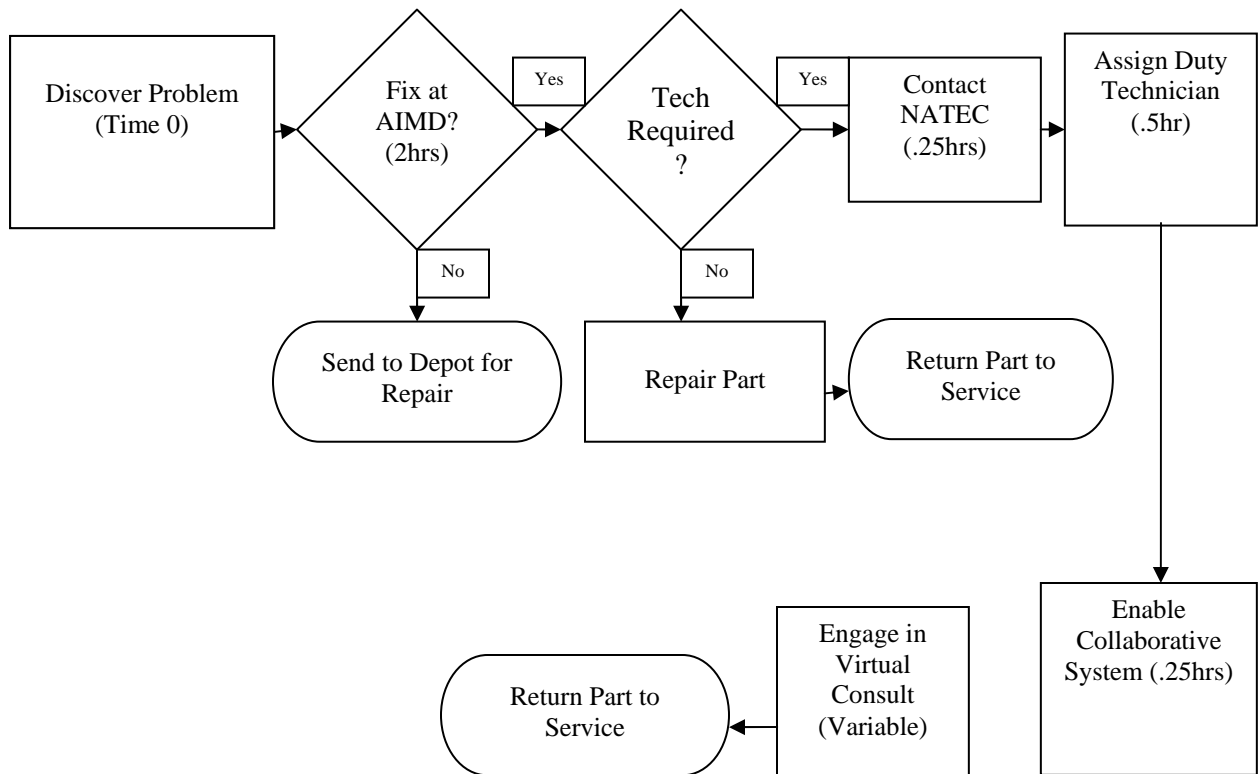 Discover Problem
(Time 0)
Fix at
AIMD?
(2hrs)
Yes
Tech
Required
?
Yes
Contact
NATEC
(.25hrs)
Assign Duty
Technician
(.5hr)
No
No
Send to Depot for
Repair
Repair Part
Return Part to
Service
Enable
Collaborative
System (.25hrs)
Engage in
Virtual
Consult
(Variable)
Return Part to
Service